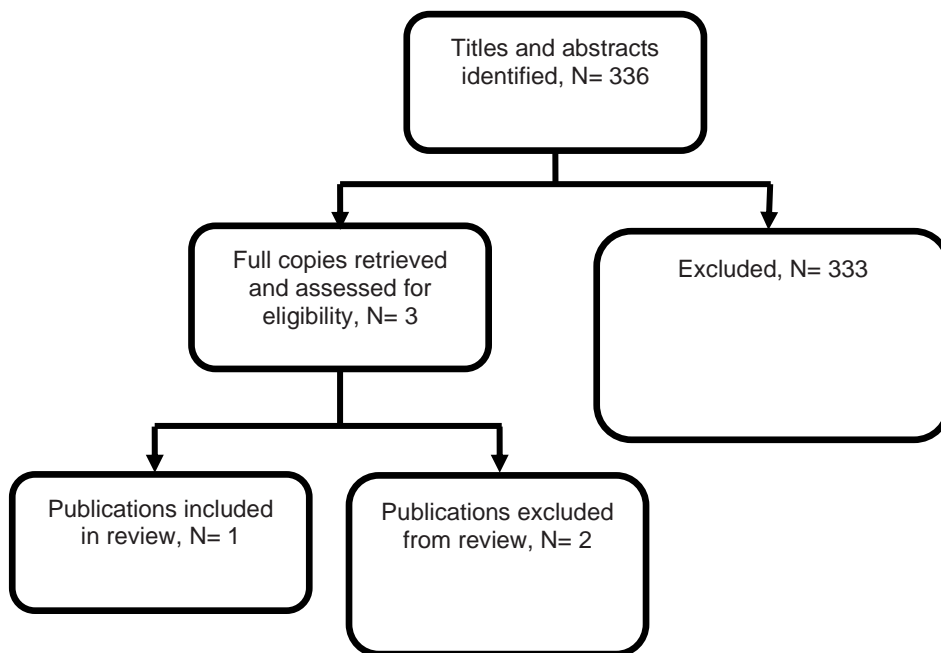 Titles and abstracts
identified, N= 336
Full copies retrieved
and assessed for
eligibility, N= 3
Excluded, N= 333
Publications included
in review, N= 1
Publications excluded
from review, N= 2